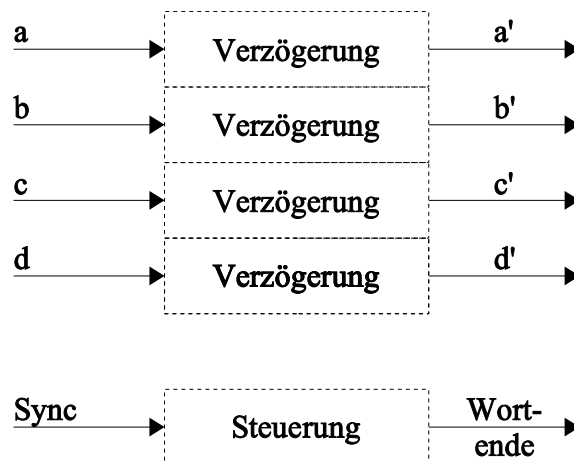 a Verzögerung a'
b Verzögerung b'
c Verzögerung c'
d Verzögerung d'
Sync Steuerung Wort-
ende